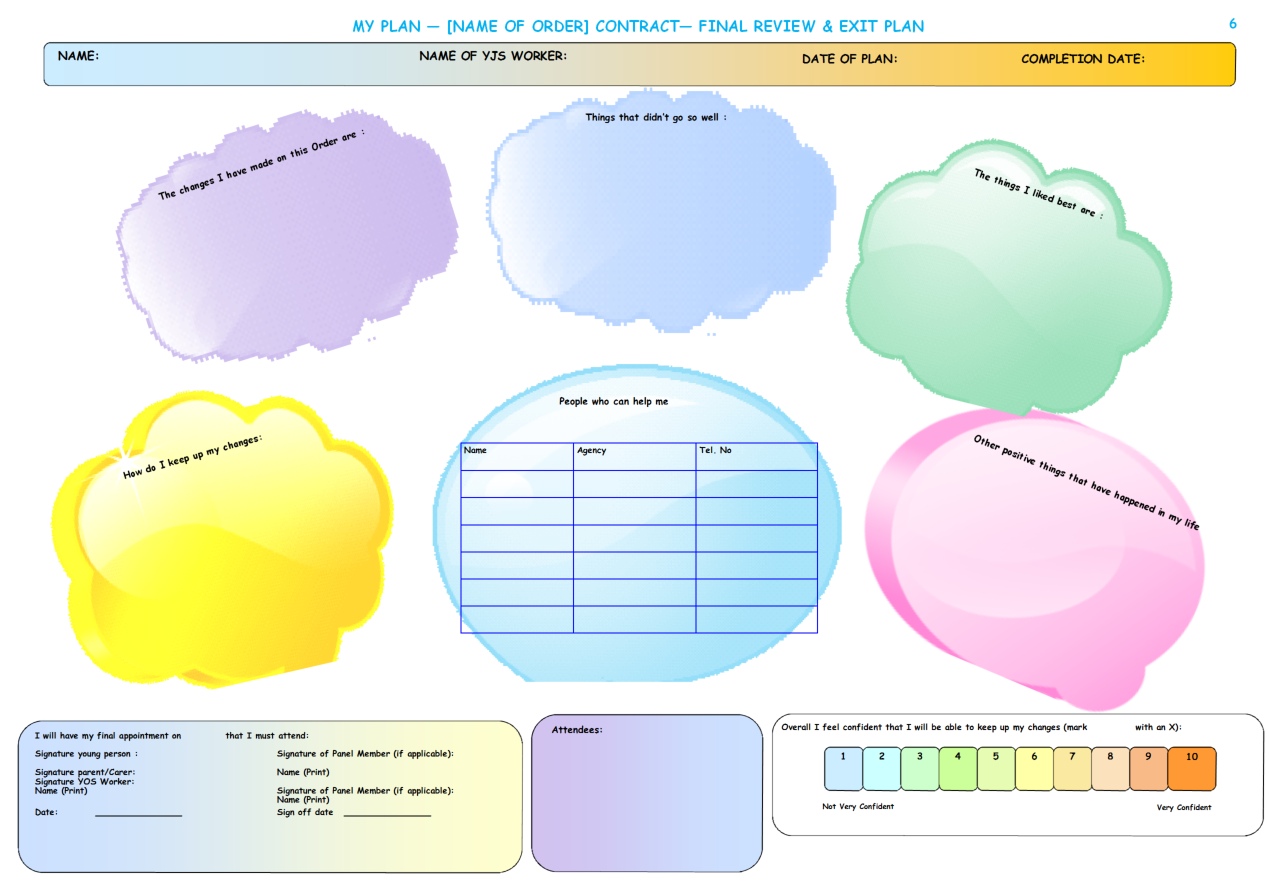 MY PLAN — [NAME OF ORDER] CONTRACT— FINAL REVIEW & EXIT PLAN
6
NAME:
NAME OF YJS WORKER:
DATE OF PLAN:
COMPLETION DATE:
The changes I have made on this Order are :
Things that didn't go so well :
The things I liked best are :
How do I keep up my changes:
People who can help me
Name
Agency
Tel. No
Other positive things that have happened in my life
I will have my final appointment on that I must attend:
Signature young person :
Signature parent/Carer:
Signature YOS Worker:
Name (Print)
Date:
Signature of Panel Member (if applicable):
Name (Print)
Signature of Panel Member (if applicable):
Name (Print)
Sign off date
Attendees:
Overall I feel confident that I will be able to keep up my changes (mark with an X):
1 2 3 4 5 6 7 8 9 10
Not Very Confident
Very Confident